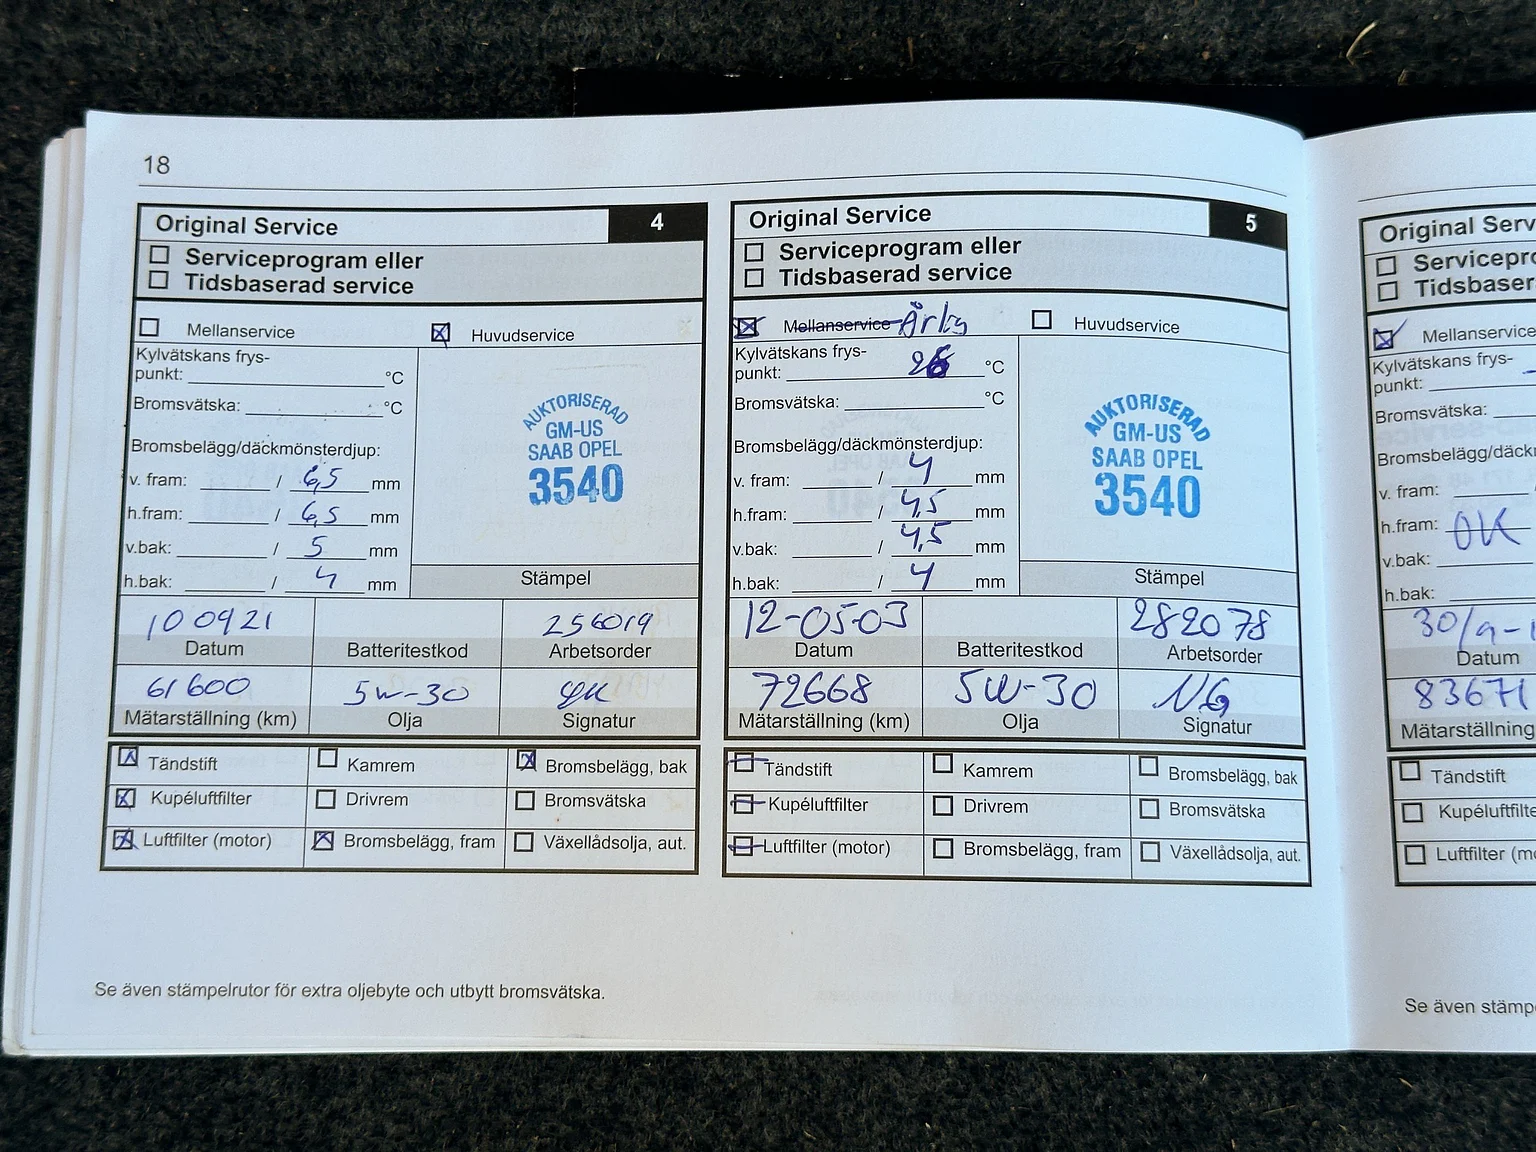 18
Original Service 4
Serviceprogram eller
Tidsbaserad service
Mellanservice Huvudservice
Kylvätskans frys-
punkt: °C
Bromsvätska: °C
Bromsbelägg/däckmönsterdjup:
v. fram: / 6,5 mm
h.fram: / 6,5 mm
v.bak: / 5 mm
h.bak: / 4 mm
AUKTORISERAD
GM-US
SAAB OPEL
3540
Stämpel
100921 256019
Datum Batteritestkod Arbetsorder
61600 5W-30
Mätarställning (km) Olja Signatur
Tändstift Kamrem Bromsbelägg, bak
Kupéluftfilter Drivrem Bromsvätska
Luftfilter (motor) Bromsbelägg, fram Växellådsolja, aut.
Se även stämpelrutor för extra oljebyte och utbytt bromsvätska.
Original Service 5
Serviceprogram eller
Tidsbaserad service
Mellanservice Årlig Huvudservice
Kylvätskans frys-
punkt: °C
Bromsvätska: °C
Bromsbelägg/däckmönsterdjup:
v. fram: / 4 mm
h.fram: / 4,5 mm
v.bak: / 4,5 mm
h.bak: / 4 mm
AUKTORISERAD
GM-US
SAAB OPEL
3540
Stämpel
12-05-03 282078
Datum Batteritestkod Arbetsorder
72668 5W-30 NG
Mätarställning (km) Olja Signatur
Tändstift Kamrem Bromsbelägg, bak
Kupéluftfilter Drivrem Bromsvätska
Luftfilter (motor) Bromsbelägg, fram Växellådsolja, aut.
Original Serv
Servicepro
Tidsbaser
Mellanservice
Kylvätskans frys-
punkt:
Bromsvätska:
Bromsbelägg/däck
v. fram:
h.fram: OK
v.bak:
h.bak:
30/9-1
Datum
83671
Mätarställning
Tändstift
Kupéluftfilte
Luftfilter (mo
Se även stämp